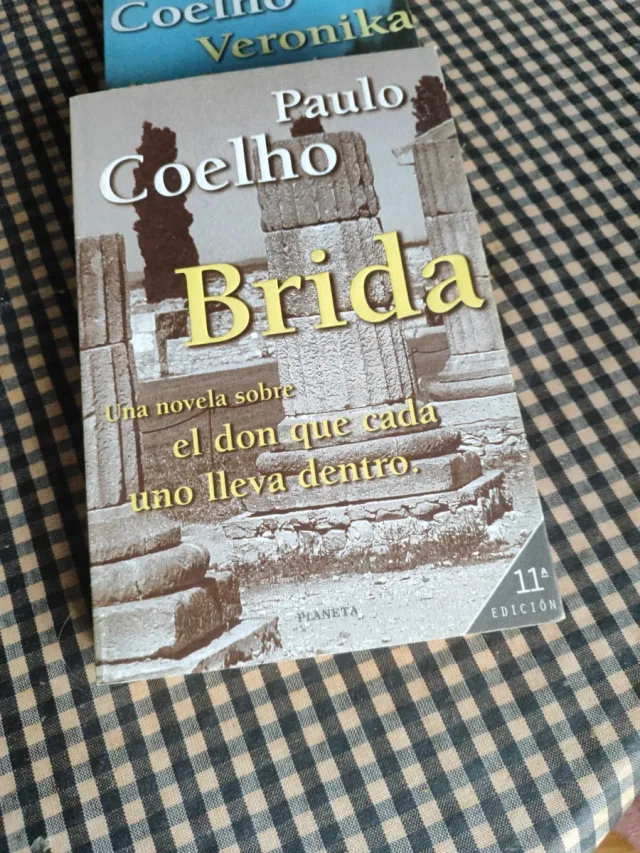 Coelho
Veronika
Paulo
Coelho
Brida
Una novela sobre
el don que cada
uno lleva dentro.
11ª
EDICIÓN
PLANETA